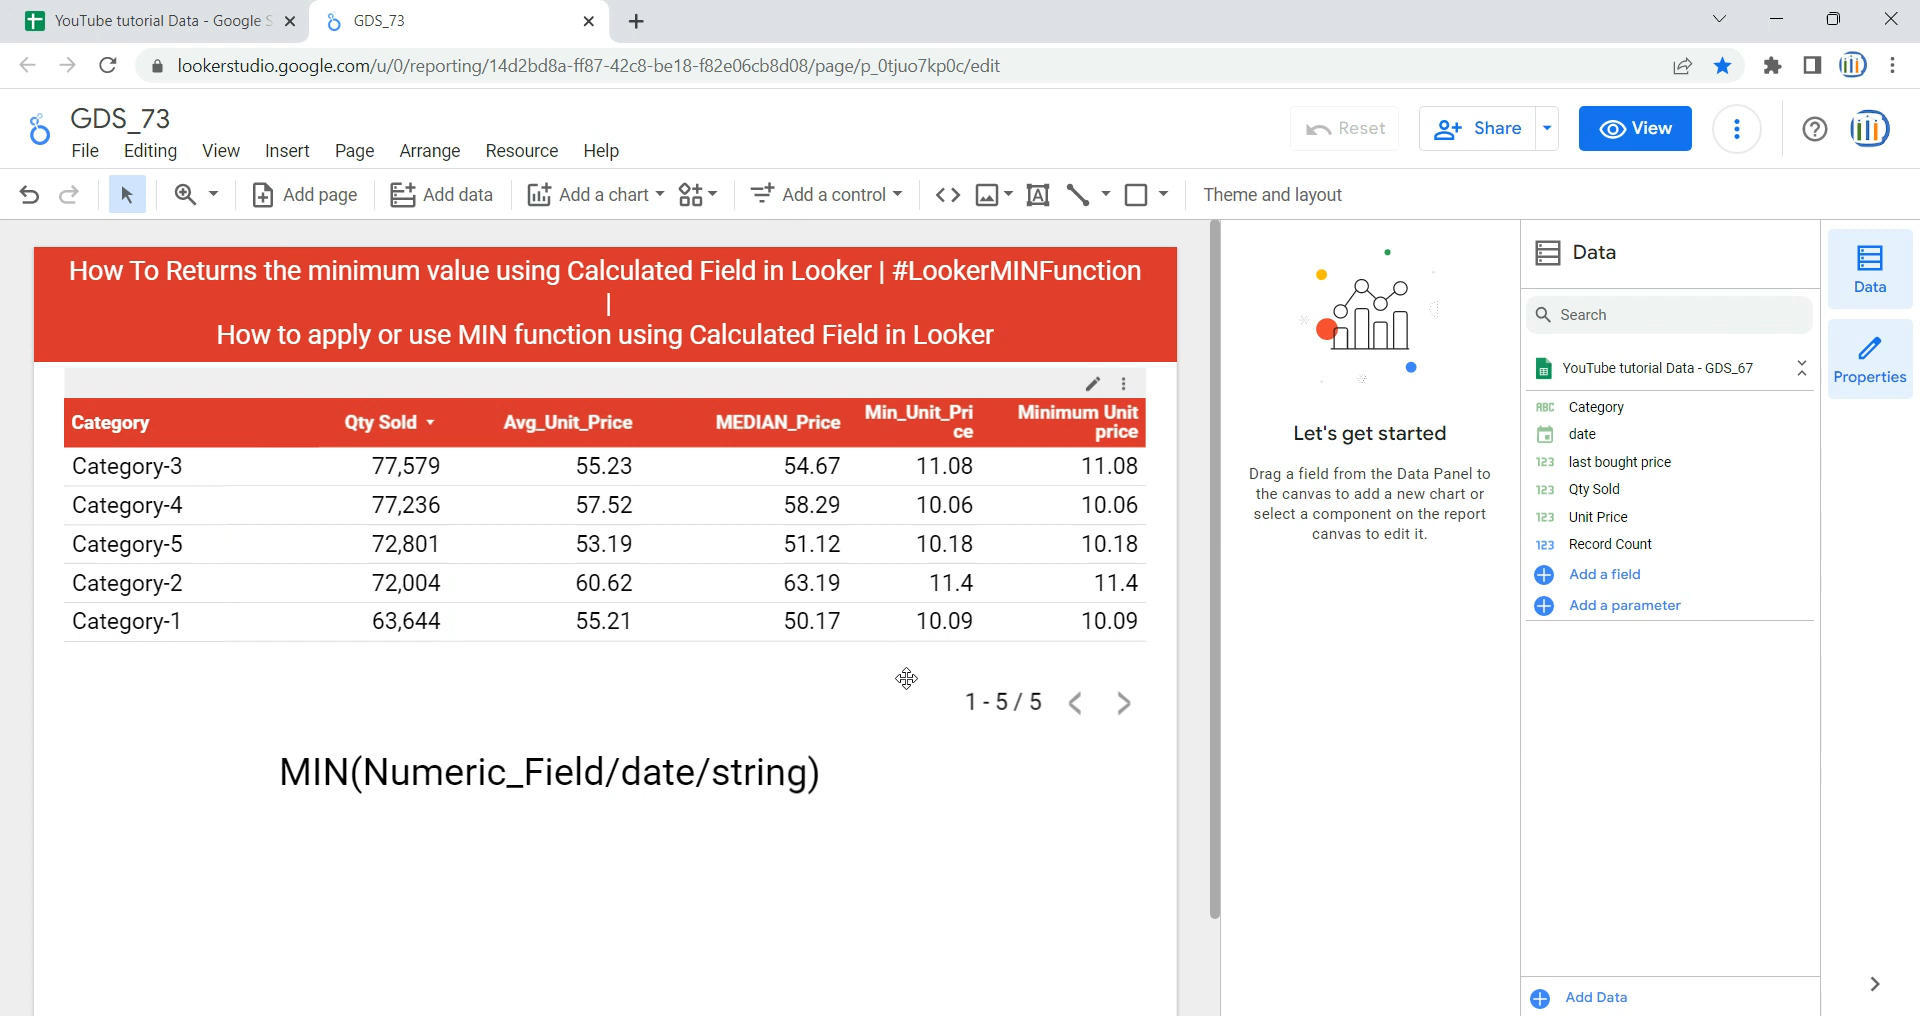 YouTube tutorial Data - Google S
GDS_73
lookerstudio.google.com/u/0/reporting/14d2bd8a-ff87-42c8-be18-f82e06cb8d08/page/p_0tjuo7kp0c/edit
GDS_73
File Editing View Insert Page Arrange Resource Help
Reset
Share
View
Add page
Add data
Add a chart
Add a control
Theme and layout
How To Returns the minimum value using Calculated Field in Looker | #LookerMINFunction
|
How to apply or use MIN function using Calculated Field in Looker
Category Qty Sold Avg_Unit_Price MEDIAN_Price Min_Unit_Pri Minimum Unit
ce price
Category-3 77,579 55.23 54.67 11.08 11.08
Category-4 77,236 57.52 58.29 10.06 10.06
Category-5 72,801 53.19 51.12 10.18 10.18
Category-2 72,004 60.62 63.19 11.4 11.4
Category-1 63,644 55.21 50.17 10.09 10.09
1 - 5 / 5
MIN(Numeric_Field/date/string)
Let's get started
Drag a field from the Data Panel to
the canvas to add a new chart or
select a component on the report
canvas to edit it.
Data
Search
YouTube tutorial Data - GDS_67
ABC Category
date
123 last bought price
123 Qty Sold
123 Unit Price
123 Record Count
Add a field
Add a parameter
Add Data
Data
Properties